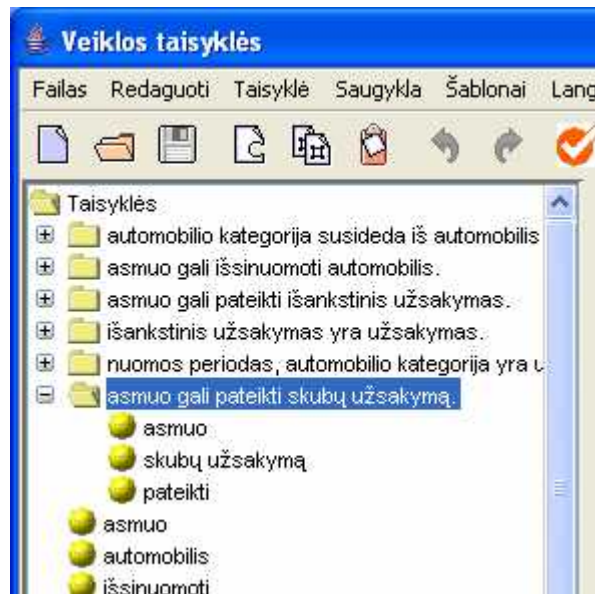 Veiklos taisyklės
Failas Redaguoti Taisyklė Saugykla Šablonai Lang
Taisyklės
automobilio kategorija susideda iš automobilis
asmuo gali išsinuomoti automobilis.
asmuo gali pateikti išankstinis užsakymas.
išankstinis užsakymas yra užsakymas.
nuomos periodas, automobilio kategorija yra u
asmuo gali pateikti skubų užsakymą.
asmuo
skubų užsakymą
pateikti
asmuo
automobilis
išsinuomoti